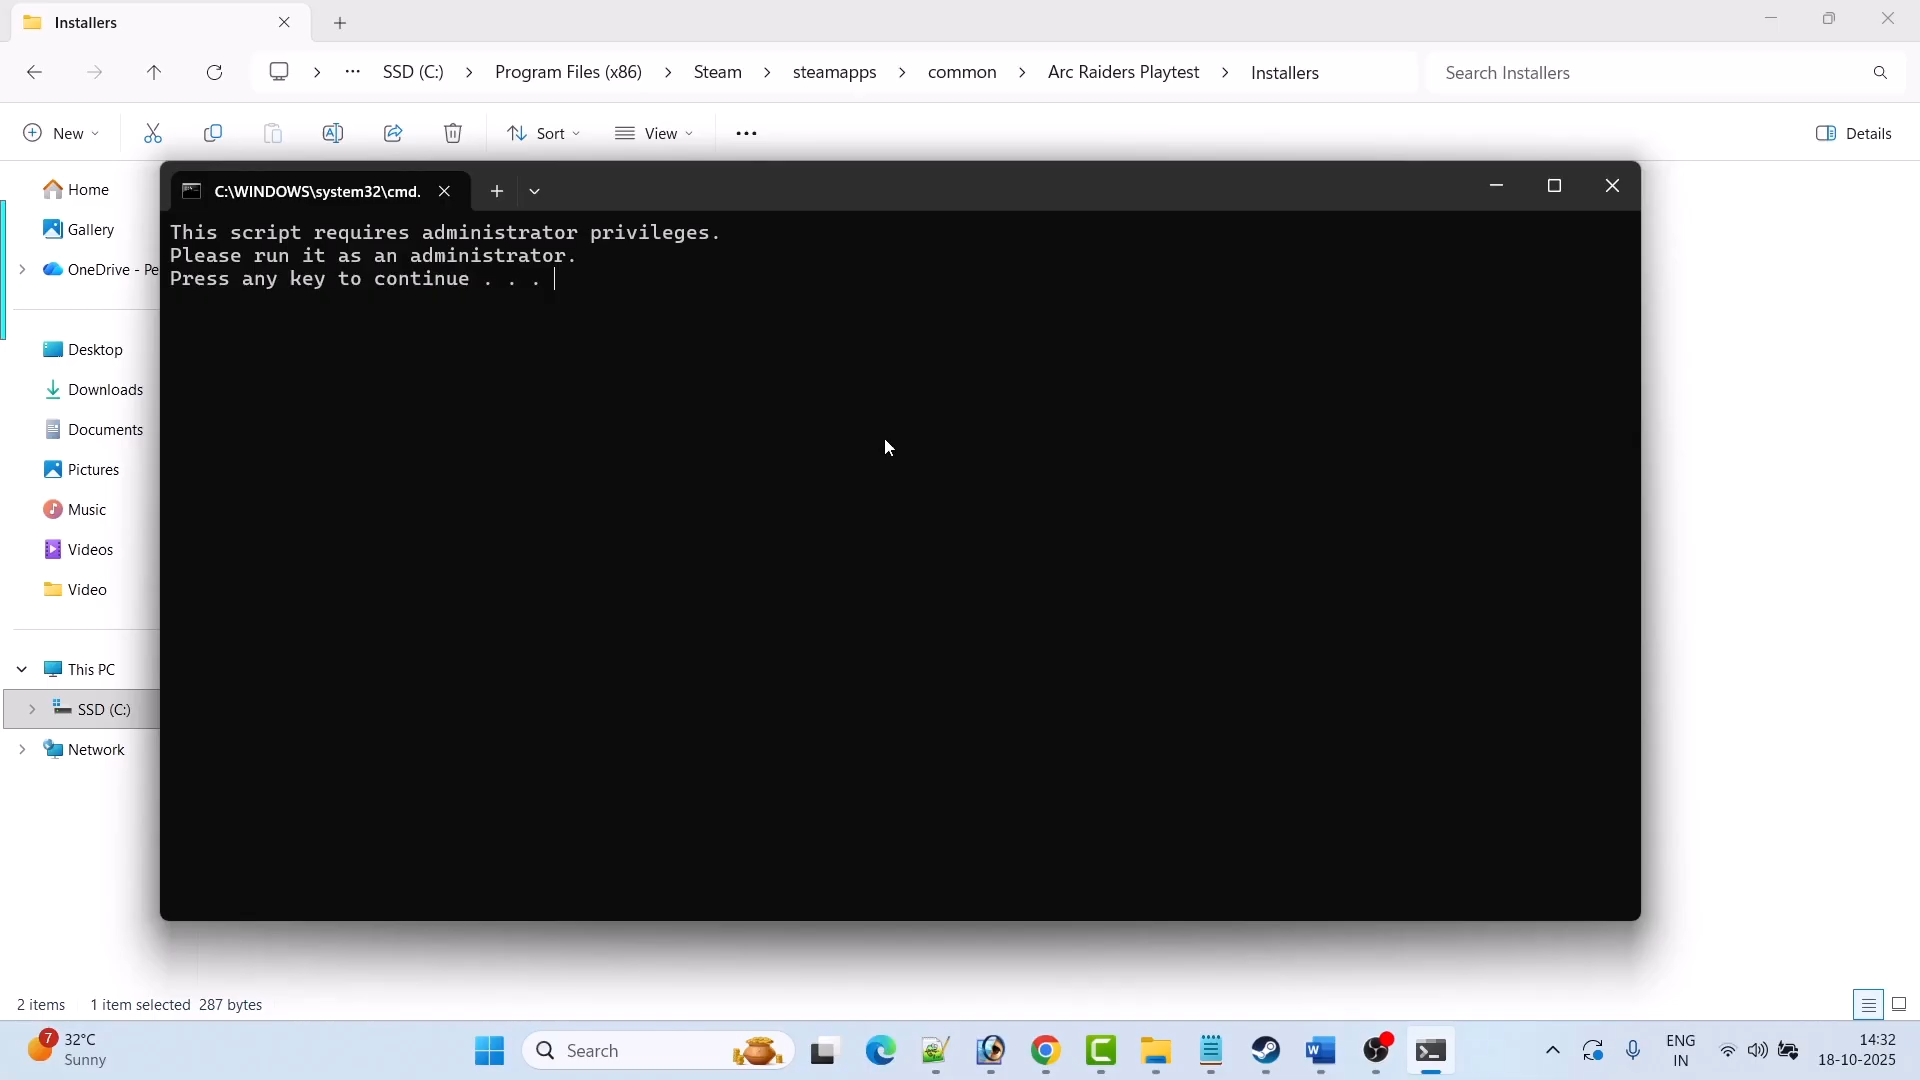 Installers
… SSD (C:) > Program Files (x86) > Steam > steamapps > common > Arc Raiders Playtest > Installers
Search Installers
New
Sort
View
Details
Home
Gallery
OneDrive - Pe
Desktop
Downloads
Documents
Pictures
Music
Videos
Video
This PC
SSD (C:)
Network
C:\WINDOWS\system32\cmd.
This script requires administrator privileges.
Please run it as an administrator.
Press any key to continue . . .
2 items 1 item selected 287 bytes
7
32°C
Sunny
Search
ENG
IN
14:32
18-10-2025